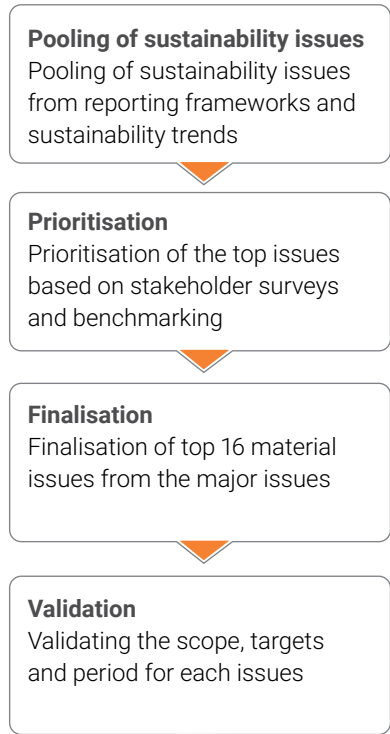 Pooling of sustainability issues
Pooling of sustainability issues
from reporting frameworks and
sustainability trends
Prioritisation
Prioritisation of the top issues
based on stakeholder surveys
and benchmarking
Finalisation
Finalisation of top 16 material
issues from the major issues
Validation
Validating the scope, targets
and period for each issues